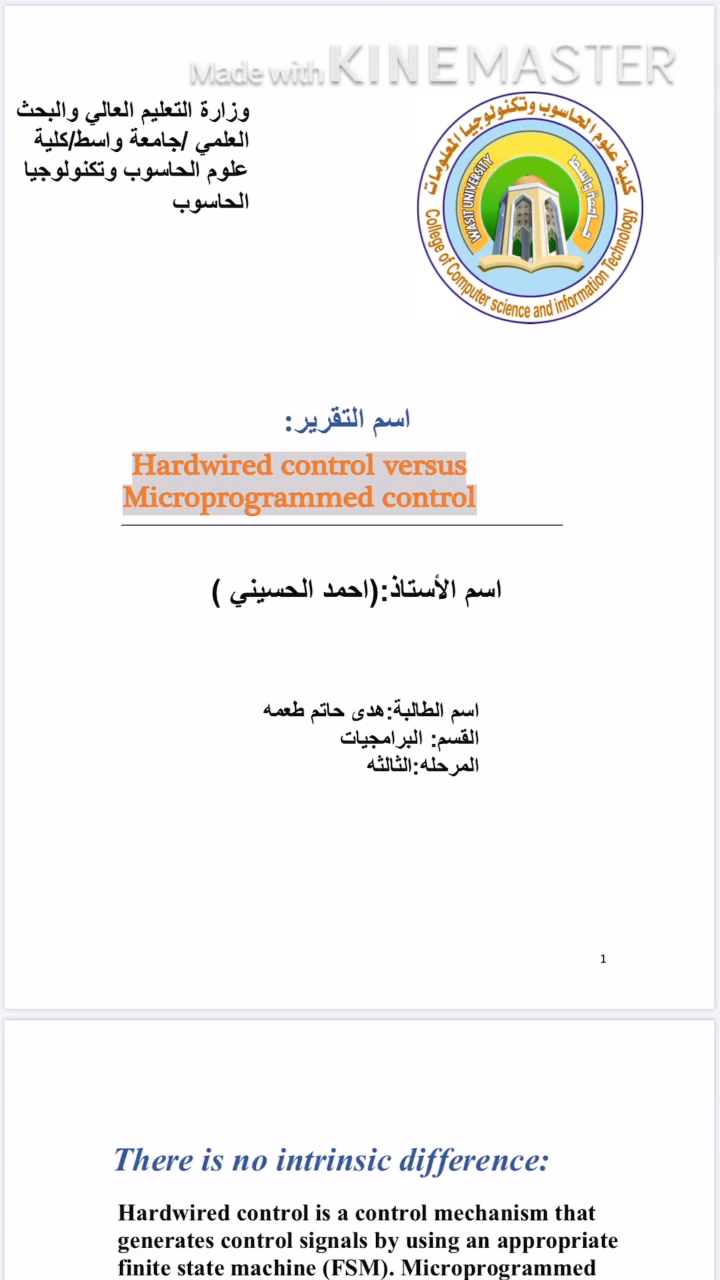 Made with KINEMASTER
وزارة التعليم العالي والبحث
العلمي /جامعة واسط/كلية
علوم الحاسوب وتكنولوجيا
الحاسوب
كلية علوم الحاسوب وتكنولوجيا المعلومات
WASIT UNIVERSITY
جامعة واسط
College of Computer science and information Technology
اسم التقرير:
Hardwired control versus
Microprogrammed control
اسم الأستاذ:(احمد الحسيني )
اسم الطالبة:هدى حاتم طعمه
القسم: البرامجيات
المرحله:الثالثه
1
There is no intrinsic difference:
Hardwired control is a control mechanism that
generates control signals by using an appropriate
finite state machine (FSM). Microprogrammed